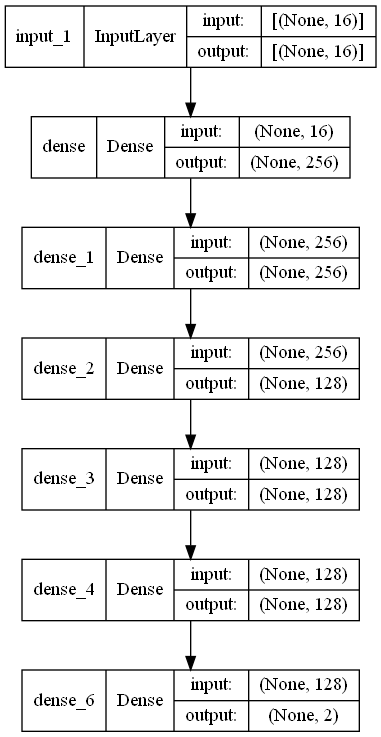 input_1 InputLayer input: [(None, 16)]
output: [(None, 16)]
dense Dense input: (None, 16)
output: (None, 256)
dense_1 Dense input: (None, 256)
output: (None, 256)
dense_2 Dense input: (None, 256)
output: (None, 128)
dense_3 Dense input: (None, 128)
output: (None, 128)
dense_4 Dense input: (None, 128)
output: (None, 128)
dense_6 Dense input: (None, 128)
output: (None, 2)